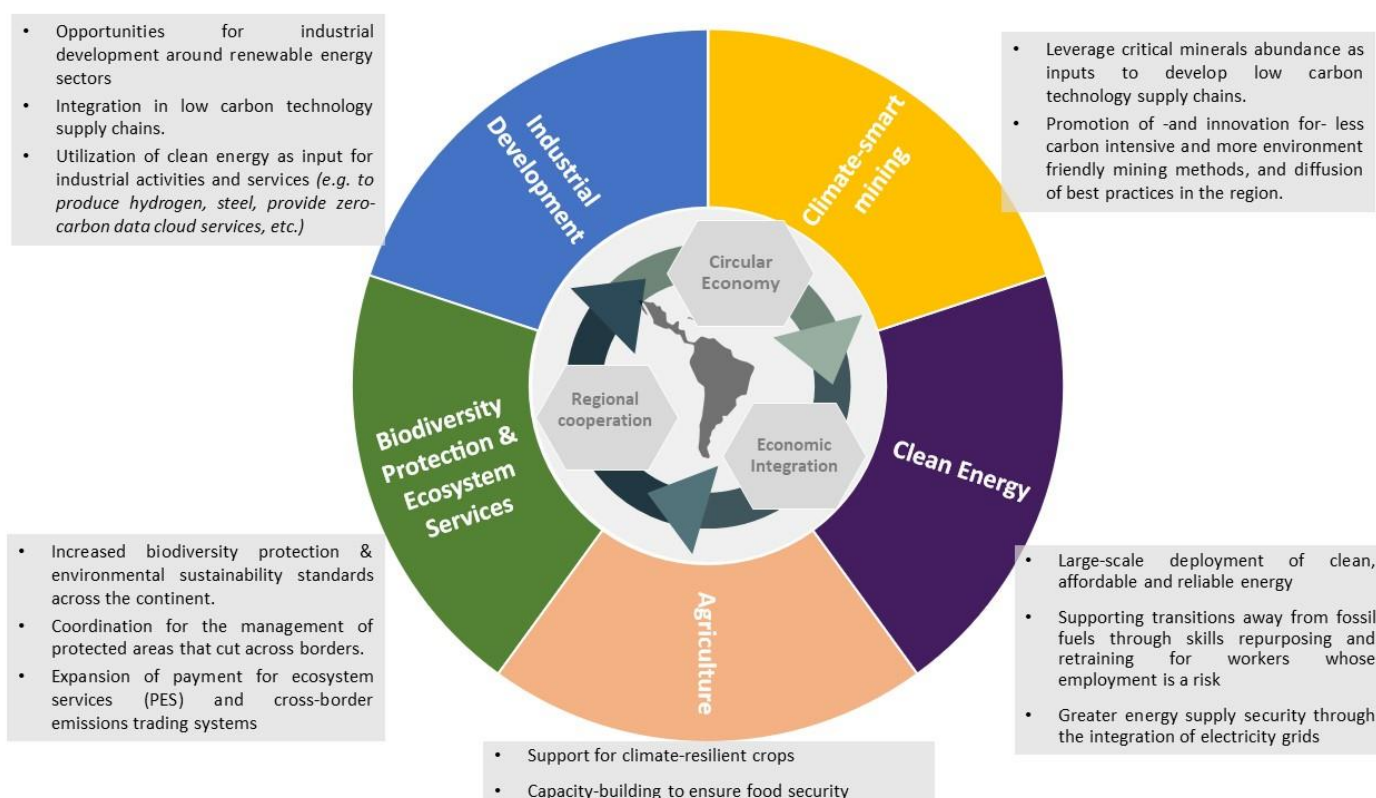 • Opportunities for industrial
development around renewable energy
sectors
• Integration in low carbon technology
supply chains.
• Utilization of clean energy as input for
industrial activities and services (e.g. to
produce hydrogen, steel, provide zero-
carbon data cloud services, etc.)
Industrial
Development
Climate-smart
mining
• Leverage critical minerals abundance as
inputs to develop low carbon
technology supply chains.
• Promotion of -and innovation for- less
carbon intensive and more environment
friendly mining methods, and diffusion
of best practices in the region.
Circular
Economy
Regional
cooperation
Economic
Integration
Biodiversity
Protection &
Ecosystem
Services
Clean Energy
Agriculture
• Increased biodiversity protection &
environmental sustainability standards
across the continent.
• Coordination for the management of
protected areas that cut across borders.
• Expansion of payment for ecosystem
services (PES) and cross-border
emissions trading systems
• Large-scale deployment of clean,
affordable and reliable energy
• Supporting transitions away from fossil
fuels through skills repurposing and
retraining for workers whose
employment is a risk
• Greater energy supply security through
the integration of electricity grids
• Support for climate-resilient crops
• Capacity-building to ensure food security